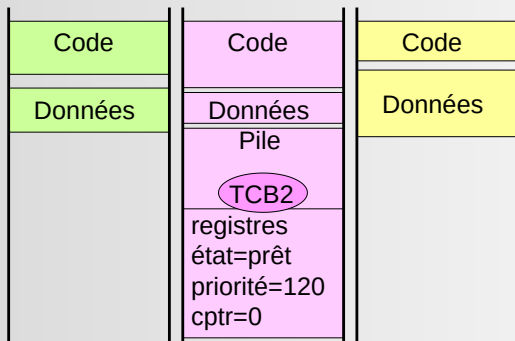 Code
Données
Code
Données
Pile
TCB2
registres
état=prêt
priorité=120
cptr=0
Code
Données